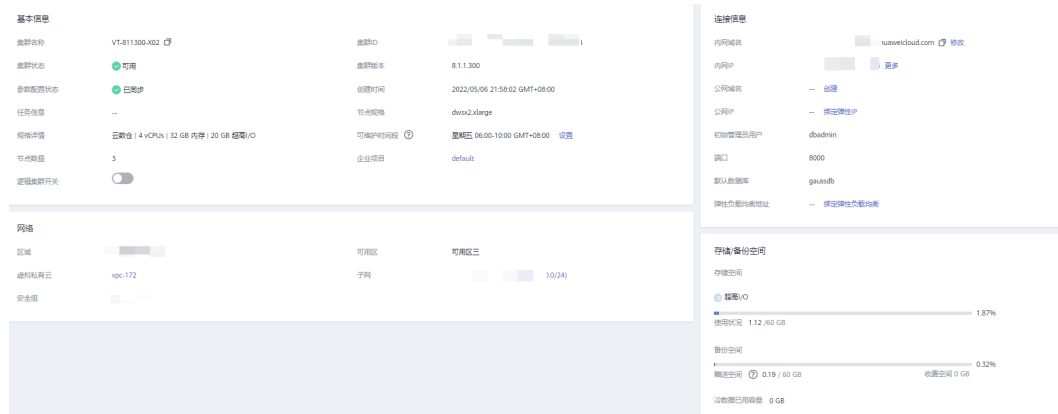 基本信息
集群名称 VT-811300-X02 集群ID
集群状态 可用 集群版本 8.1.1.300
参数配置状态 已同步 创建时间 2022/05/06 21:58:02 GMT+08:00
任务信息 -- 节点规格 dwsx2.xlarge
规格详情 云数仓 | 4 vCPUs | 32 GB 内存 | 20 GB 超高I/O 可维护时间段 ? 星期五 06:00-10:00 GMT+08:00 设置
节点数量 3 企业项目 default
逻辑集群开关
网络
区域 可用区 可用区三
虚拟私有云 vpc-172 子网 0.0/24)
安全组
连接信息
内网域名 uaweicloud.com 修改
内网IP 更多
公网域名 -- 创建
公网IP -- 绑定弹性IP
初始管理员用户 dbadmin
端口 8000
默认数据库 gaussdb
弹性负载均衡地址 -- 绑定弹性负载均衡
存储/备份空间
存储空间
超高I/O
1.87%
使用状况 1.12 /60 GB
备份空间
0.32%
赠送空间 ? 0.19 / 60 GB 收费空间 0 GB
冷数据已用容量 0 GB